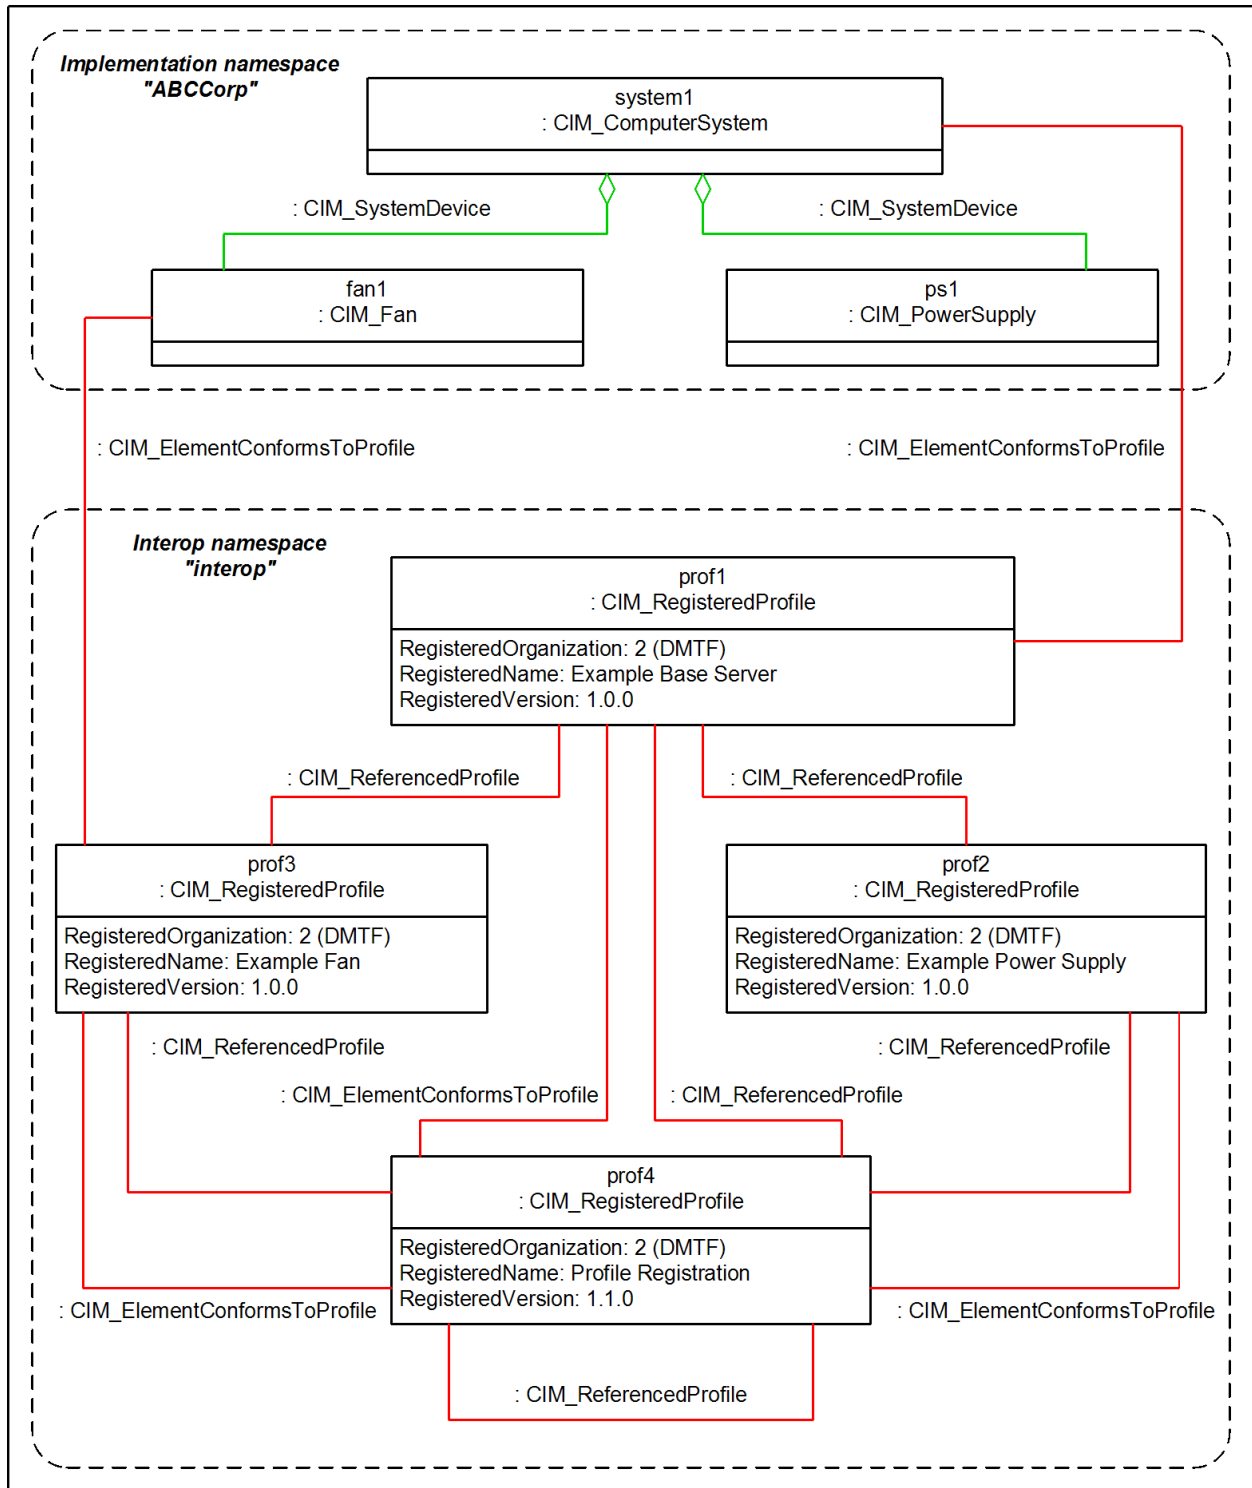 Implementation namespace
"ABCCorp"
system1
: CIM_ComputerSystem
: CIM_SystemDevice
: CIM_SystemDevice
fan1
: CIM_Fan
ps1
: CIM_PowerSupply
: CIM_ElementConformsToProfile
: CIM_ElementConformsToProfile
Interop namespace
"interop"
prof1
: CIM_RegisteredProfile
RegisteredOrganization: 2 (DMTF)
RegisteredName: Example Base Server
RegisteredVersion: 1.0.0
: CIM_ReferencedProfile
: CIM_ReferencedProfile
prof3
: CIM_RegisteredProfile
RegisteredOrganization: 2 (DMTF)
RegisteredName: Example Fan
RegisteredVersion: 1.0.0
prof2
: CIM_RegisteredProfile
RegisteredOrganization: 2 (DMTF)
RegisteredName: Example Power Supply
RegisteredVersion: 1.0.0
: CIM_ReferencedProfile
: CIM_ReferencedProfile
: CIM_ElementConformsToProfile
: CIM_ReferencedProfile
prof4
: CIM_RegisteredProfile
RegisteredOrganization: 2 (DMTF)
RegisteredName: Profile Registration
RegisteredVersion: 1.1.0
: CIM_ElementConformsToProfile
: CIM_ElementConformsToProfile
: CIM_ReferencedProfile